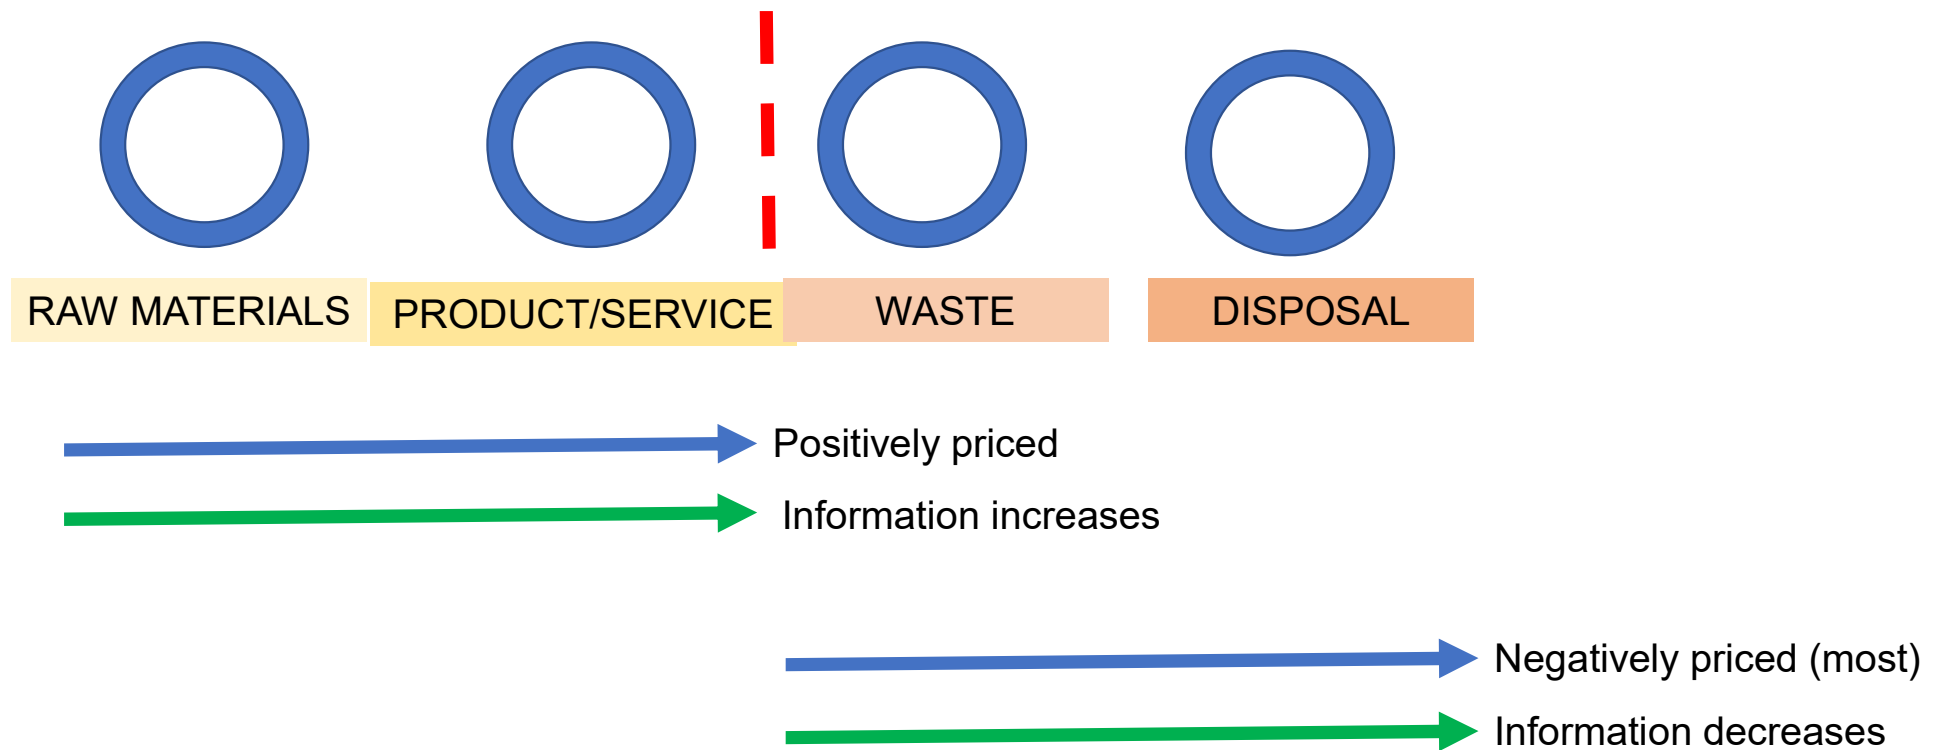 RAW MATERIALS
PRODUCT/SERVICE
WASTE
DISPOSAL
Positively priced
Information increases
Negatively priced (most)
Information decreases